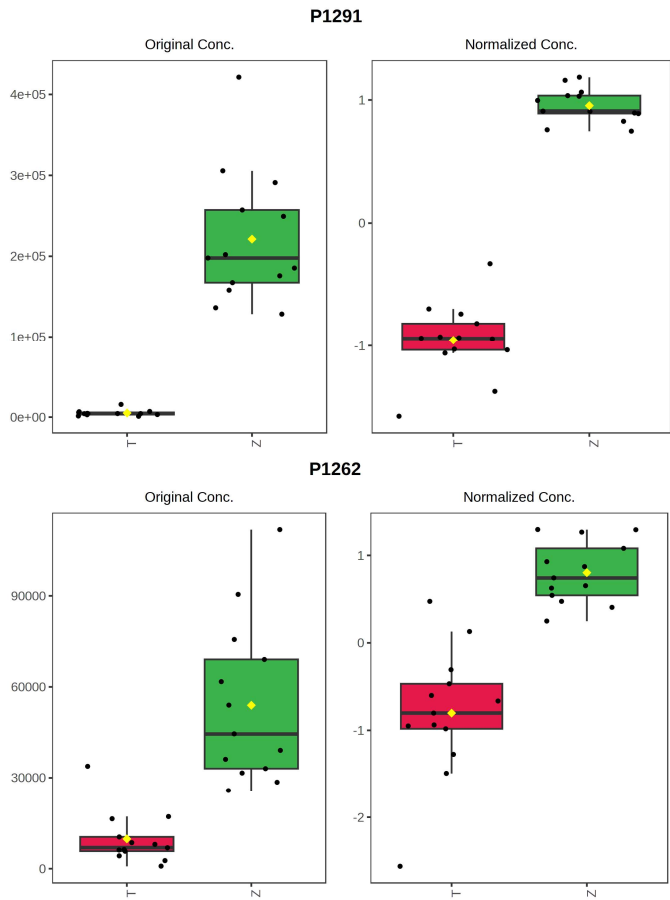 P1291
Original Conc.
Normalized Conc.
4e+05
3e+05
2e+05
1e+05
0e+00
1
0
-1
T
Z
T
Z
P1262
Original Conc.
Normalized Conc.
90000
60000
30000
0
1
0
-1
-2
T
Z
T
Z